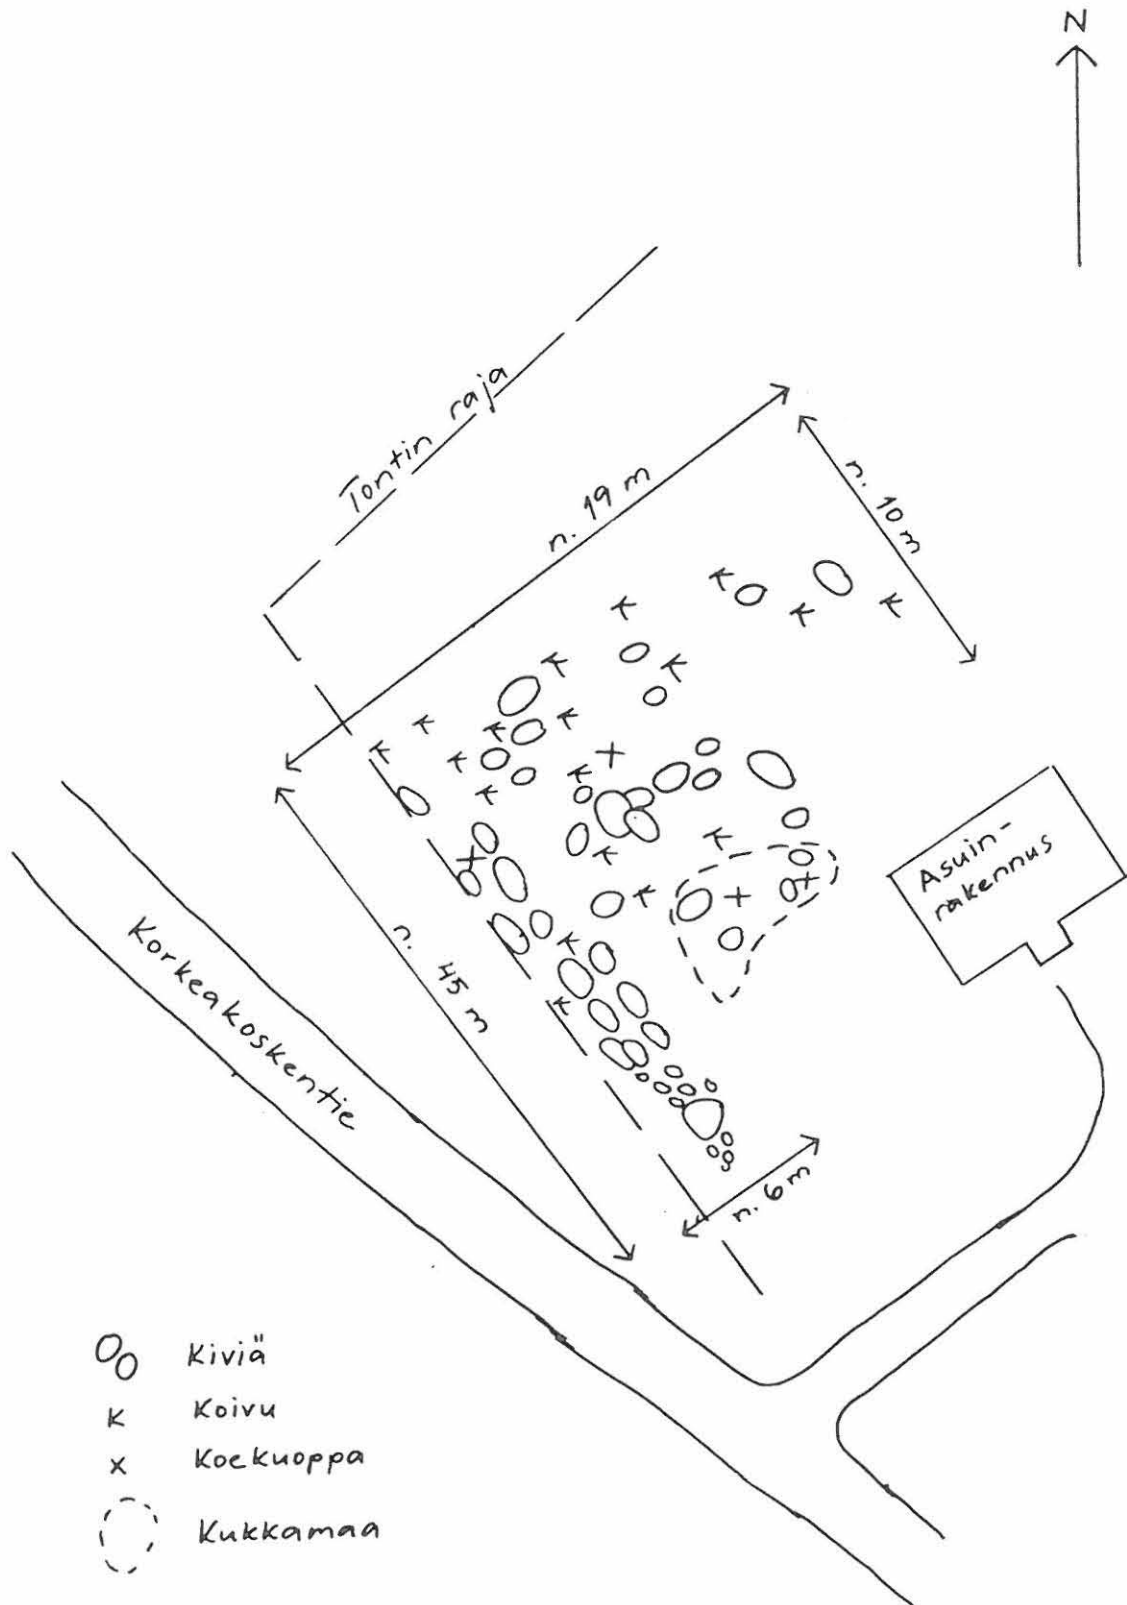 N
Tontin raja
n. 19 m
n. 10 m
Asuin-
rakennus
n. 45 m
Korkeakoskentie
n. 6 m
Kiviä
K Koivu
x Koekuoppa
Kukkamaa